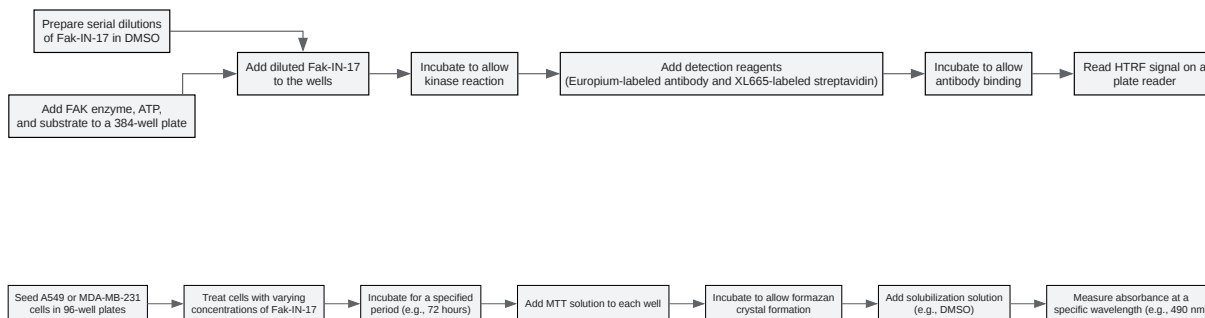 Prepare serial dilutions
of Fak-IN-17 in DMSO
Add FAK enzyme, ATP,
and substrate to a 384-well plate
Add diluted Fak-IN-17
to the wells
Incubate to allow
kinase reaction
Add detection reagents
(Europium-labeled antibody and XL665-labeled streptavidin)
Incubate to allow
antibody binding
Read HTRF signal on a
plate reader
Seed A549 or MDA-MB-231
cells in 96-well plates
Treat cells with varying
concentrations of Fak-IN-17
Incubate for a specified
period (e.g., 72 hours)
Add MTT solution to each well
Incubate to allow formazan
crystal formation
Add solubilization solution
(e.g., DMSO)
Measure absorbance at a
specific wavelength (e.g., 490 nm